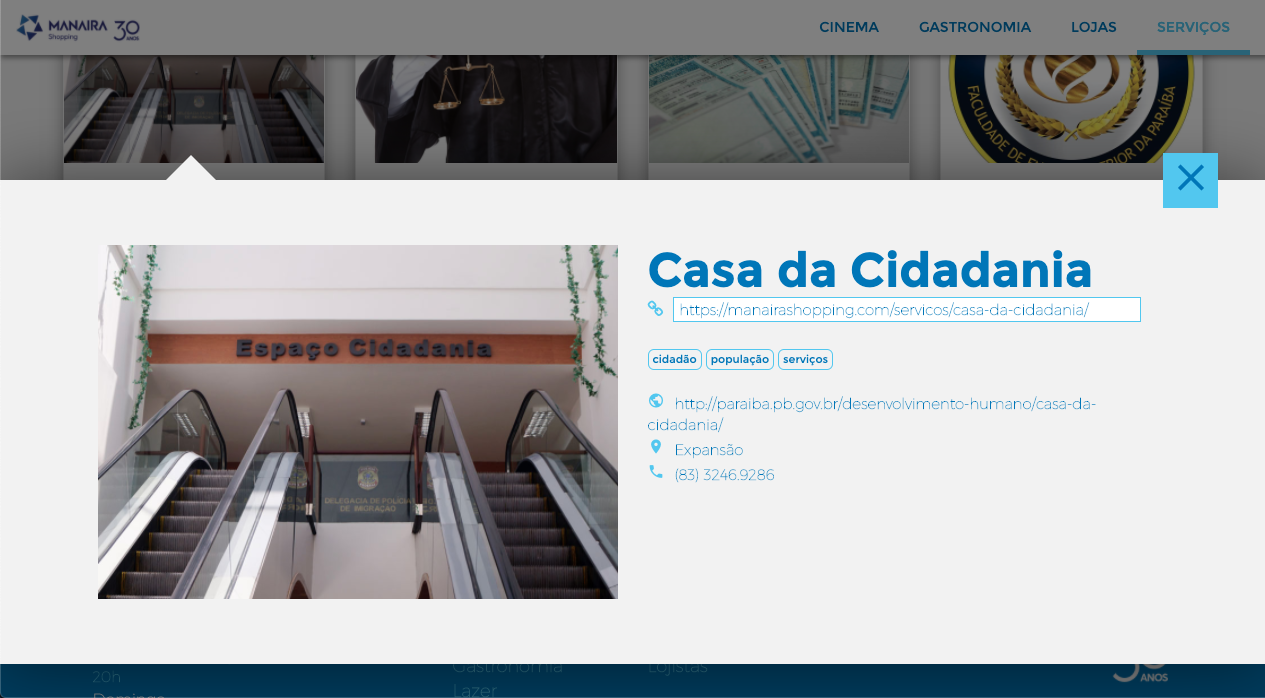 MANAIRA 30
Shopping ANOS
CINEMA GASTRONOMIA LOJAS SERVIÇOS
FACULDADE DE E
RIOR DA PARAÍBA
Casa da Cidadania
https://manairashopping.com/servicos/casa-da-cidadania/
Espaço Cidadania
cidadão população serviços
http://paraiba.pb.gov.br/desenvolvimento-humano/casa-da-
cidadania/
Expansão
(83) 3246.9286
DELEGACIA DE POLÍCIA
DE IMIGRAÇÃO
20h
Domingo
Gastronomia
Lazer
Lojistas
30
ANOS